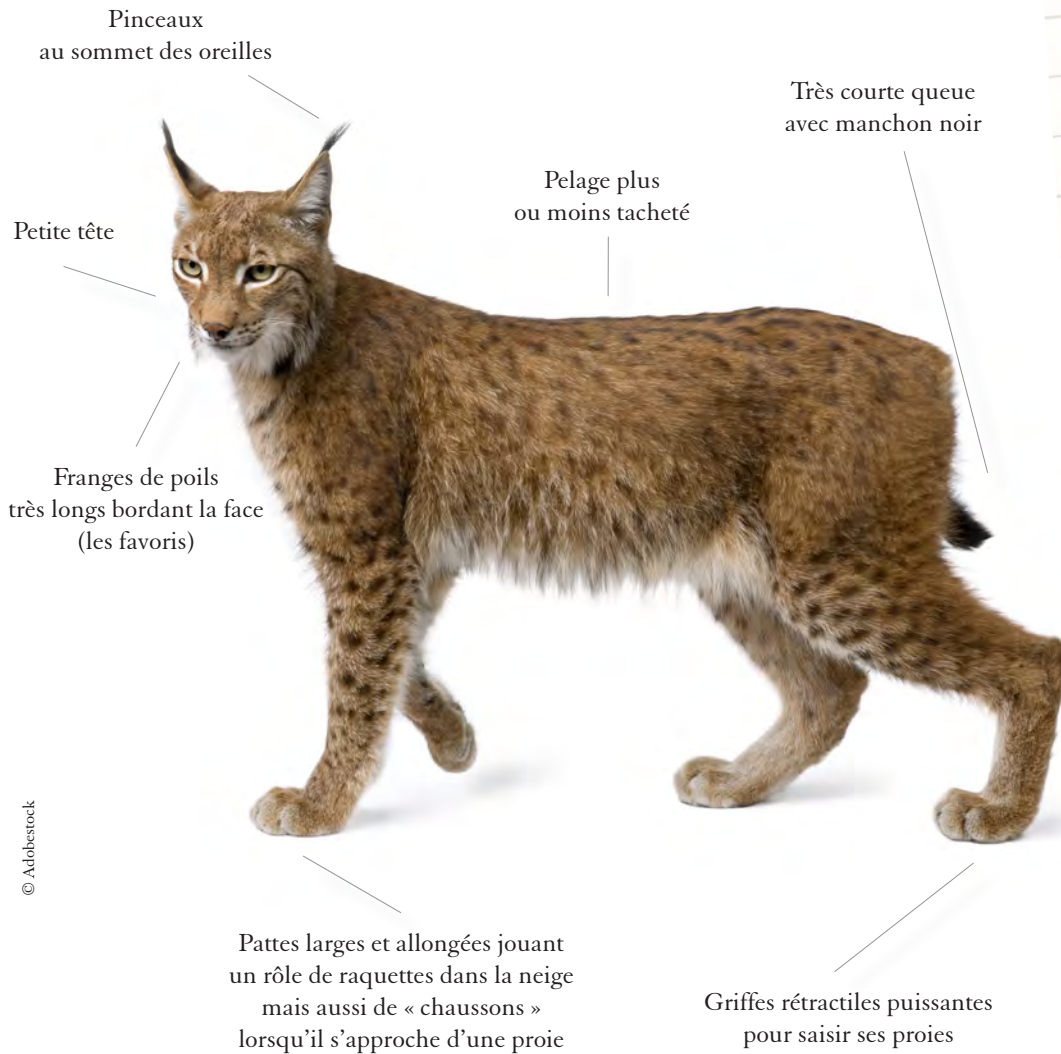 Pinceaux
au sommet des oreilles
Très courte queue
avec manchon noir
Pelage plus
ou moins tacheté
Petite tête
Franges de poils
très longs bordant la face
(les favoris)
© Adobestock
Pattes larges et allongées jouant
un rôle de raquettes dans la neige
mais aussi de « chaussons »
lorsqu’il s’approche d’une proie
Griffes rétractiles puissantes
pour saisir ses proies